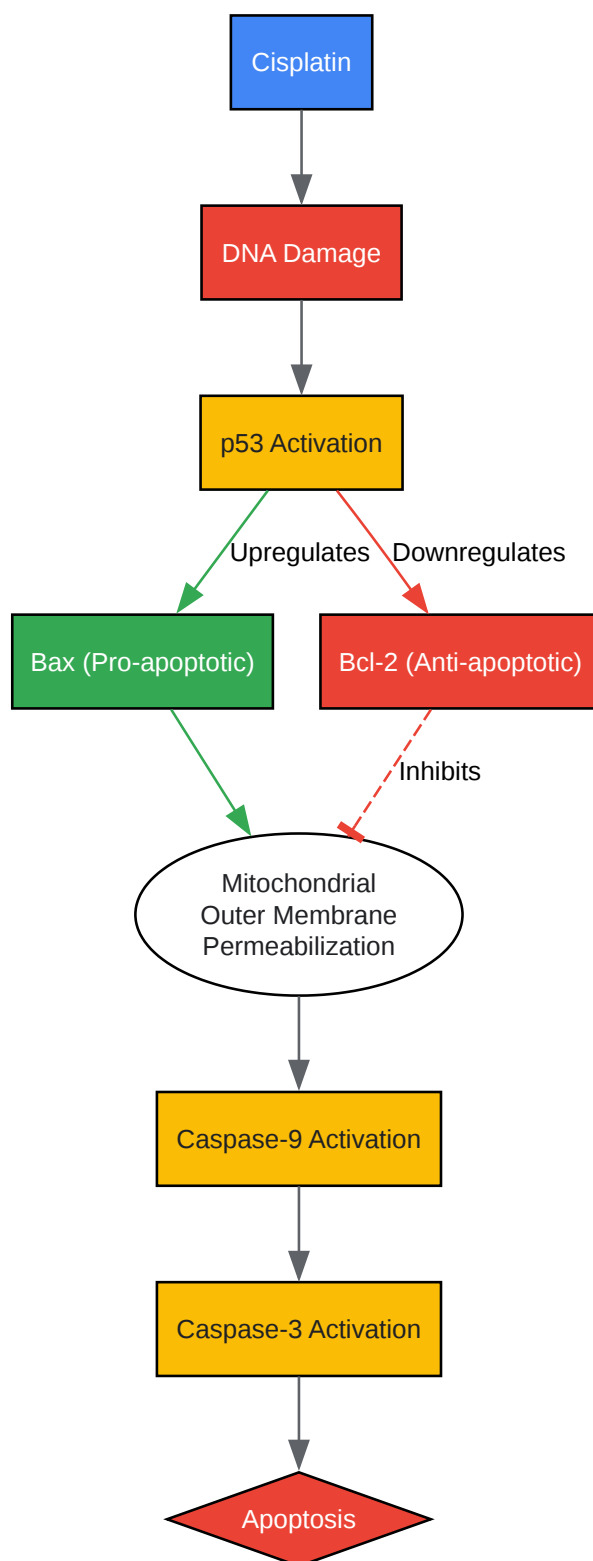 Cisplatin
DNA Damage
p53 Activation
Upregulates
Downregulates
Bax (Pro-apoptotic)
Bcl-2 (Anti-apoptotic)
Inhibits
Mitochondrial
Outer Membrane
Permeabilization
Caspase-9 Activation
Caspase-3 Activation
Apoptosis